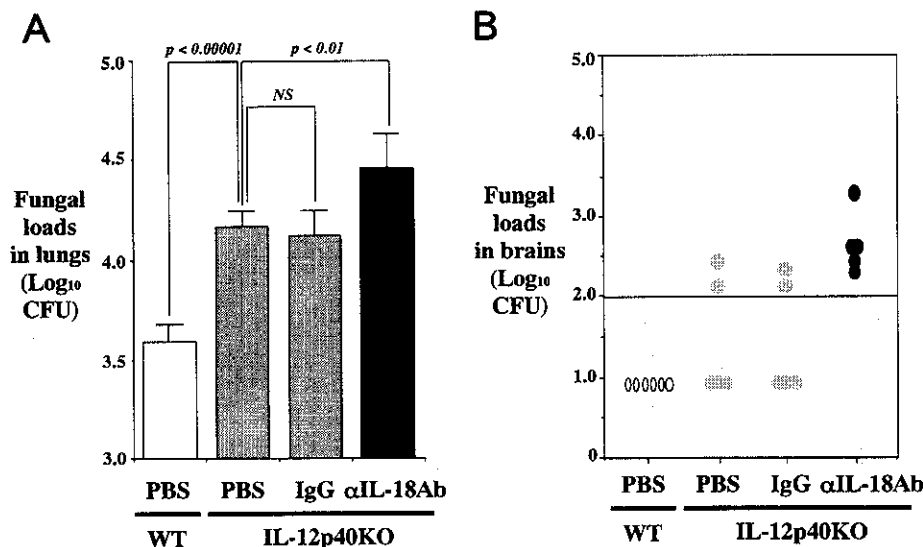 A
p < 0.00001
p < 0.01
NS
5.0
4.5
4.0
3.5
3.0
Fungal
loads
in lungs
(Log10
CFU)
PBS PBS IgG αIL-18Ab
WT IL-12p40KO
B
5.0
4.0
3.0
2.0
1.0
0
Fungal
loads
in brains
(Log10
CFU)
PBS PBS IgG αIL-18Ab
WT IL-12p40KO